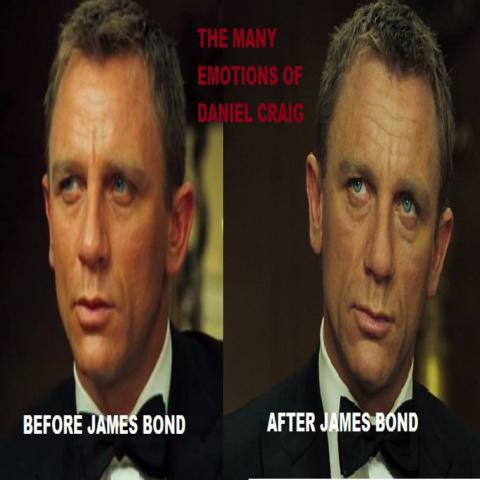 THE MANY
EMOTIONS OF
DANIEL CRAIG
BEFORE JAMES BOND
AFTER JAMES BOND